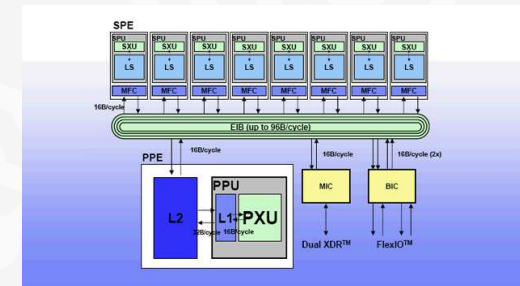 SPE
SPU SPU SPU SPU SPU SPU SPU SPU
SXU SXU SXU SXU SXU SXU SXU SXU
LS LS LS LS LS LS LS LS
MFC MFC MFC MFC MFC MFC MFC MFC
16B/cycle
EIB (up to 96B/cycle)
16B/cycle 16B/cycle 16B/cycle (2x)
PPE
PPU
MIC BIC
L2 L1 PXU
32B/cycle 16B/cycle
Dual XDR™ FlexIO™